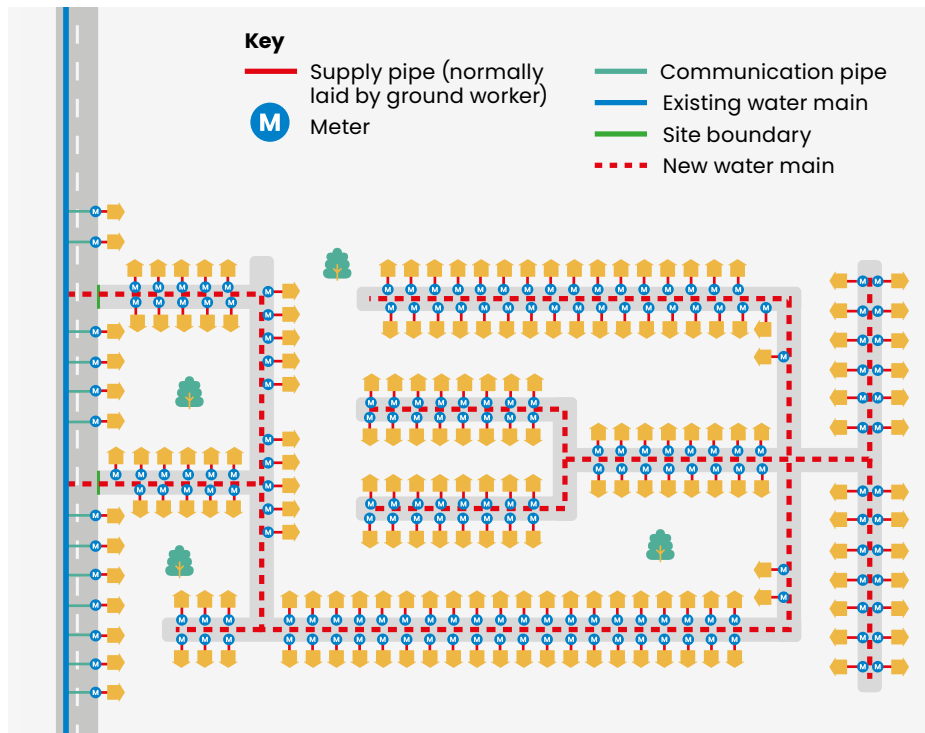 Key
Supply pipe (normally
laid by ground worker)
M
Meter
Communication pipe
Existing water main
Site boundary
New water main